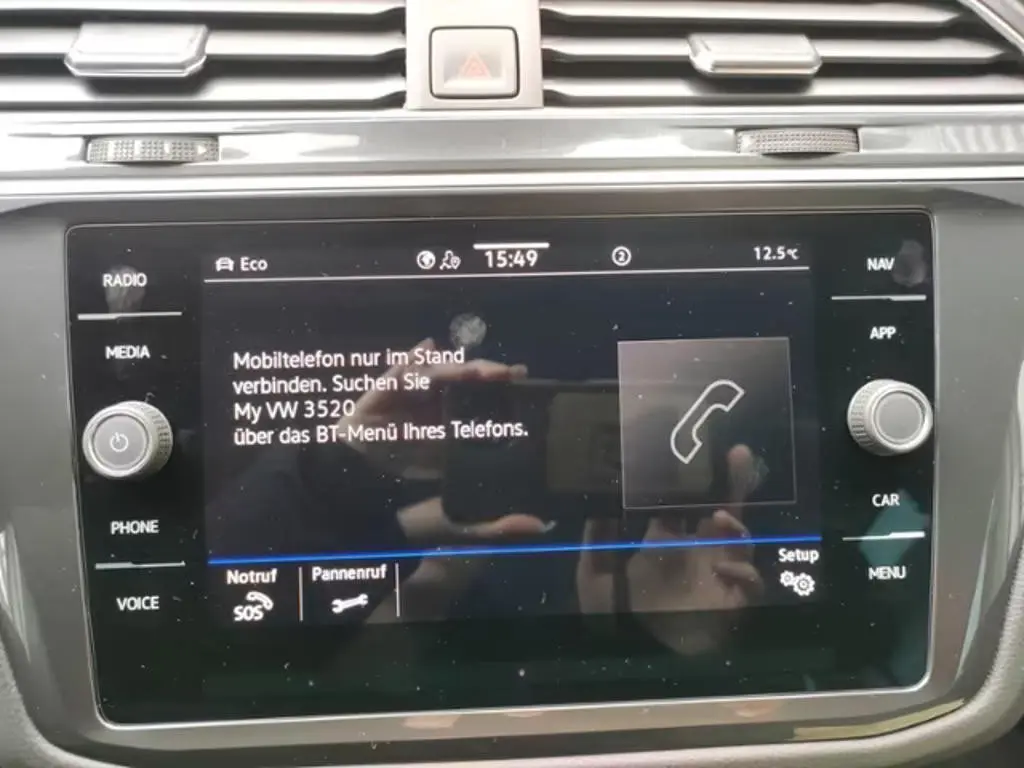 RADIO
MEDIA
PHONE
VOICE
Eco
15:49
2
12.5°C
Mobiltelefon nur im Stand
verbinden. Suchen Sie
My VW 3520
über das BT-Menü Ihres Telefons.
Notruf
SOS
Pannenruf
Setup
NAV
APP
CAR
MENU